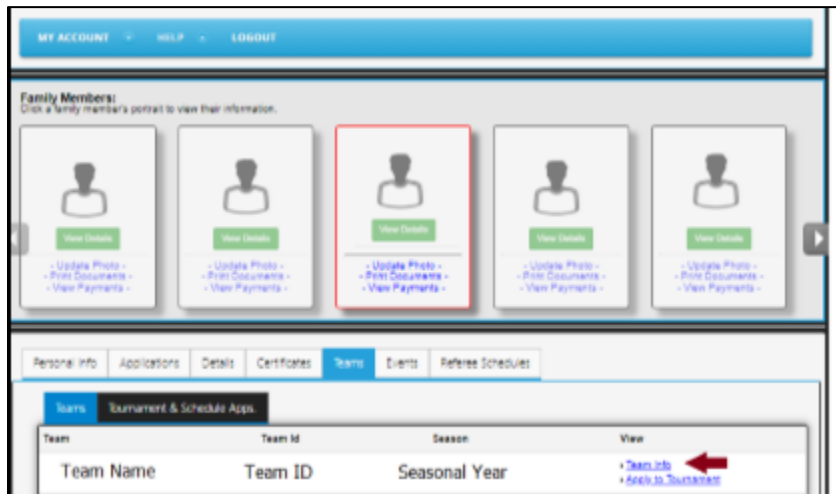 MY ACCOUNT HELP LOGOUT
Family Members:
Click a family member's portrait to view their information.
View Details View Details View Details View Details View Details
- Update Photo - - Update Photo - - Update Photo - - Update Photo - - Update Photo -
- Print Documents - - Print Documents - - Print Documents - - Print Documents - - Print Documents -
- View Payments - - View Payments - - View Payments - - View Payments - - View Payments -
Personal Info Applications Details Certificates Teams Events Referee Schedules
Teams Tournament & Schedule Apps.
Team Team Id Season View
Team Name Team ID Seasonal Year Team Info
Apply to Tournament